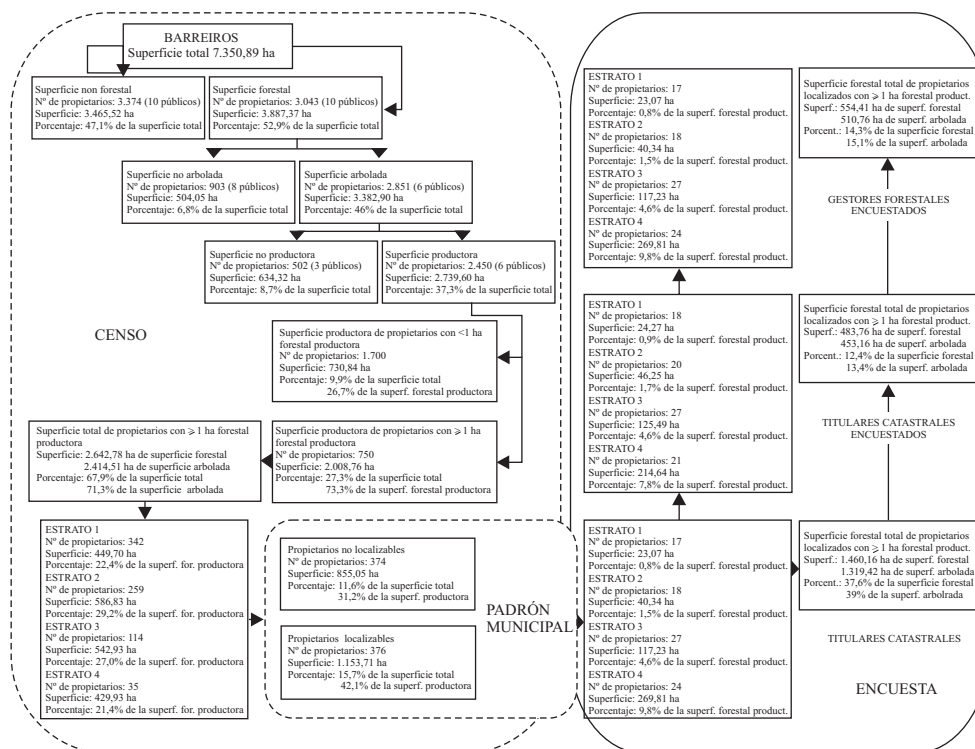 BARREIROS
Superficie total 7.350,89 ha
Superficie non forestal
Nº de propietarios: 3.374 (10 públicos)
Superficie: 3.465,52 ha
Porcentaje: 47,1% de la superficie total
Superficie forestal
Nº de propietarios: 3.043 (10 públicos)
Superficie: 3.887,37 ha
Porcentaje: 52,9% de la superficie total
Superficie no arbolada
Nº de propietarios: 903 (8 públicos)
Superficie: 504,05 ha
Porcentaje: 6,8% de la superficie total
Superficie arbolada
Nº de propietarios: 2.851 (6 públicos)
Superficie: 3.382,90 ha
Porcentaje: 46% de la superficie total
Superficie no productora
Nº de propietarios: 502 (3 públicos)
Superficie: 634,32 ha
Porcentaje: 8,7% de la superficie total
Superficie productora
Nº de propietarios: 2.450 (6 públicos)
Superficie: 2.739,60 ha
Porcentaje: 37,3% de la superficie total
CENSO
Superficie productora de propietarios con <1 ha
forestal productora
Nº de propietarios: 1.700
Superficie: 730,84 ha
Porcentaje: 9,9% de la superficie total
26,7% de la superf. forestal productora
Superficie total de propietarios con ⩾ 1 ha forestal
productora
Superficie: 2.642,78 ha de superficie forestal
2.414,51 ha de superficie arbolada
Porcentaje: 67,9% de la superficie total
71,3% de la superficie arbolada
Superficie productora de propietarios con ⩾ 1 ha
forestal productora
Nº de propietarios: 750
Superficie: 2.008,76 ha
Porcentaje: 27,3% de la superficie total
73,3% de la superf. forestal productora
ESTRATO 1
Nº de propietarios: 342
Superficie: 449,70 ha
Porcentaje: 22,4% de la superf. for. productora
ESTRATO 2
Nº de propietarios: 259
Superficie: 586,83 ha
Porcentaje: 29,2% de la superf. for. productora
ESTRATO 3
Nº de propietarios: 114
Superficie: 542,93 ha
Porcentaje: 27,0% de la superf. for. productora
ESTRATO 4
Nº de propietarios: 35
Superficie: 429,93 ha
Porcentaje: 21,4% de la superf. for. productora
Propietarios no localizables
Nº de propietarios: 374
Superficie: 855,05 ha
Porcentaje: 11,6% de la superficie total
31,2% de la superf. productora
Propietarios localizables
Nº de propietarios: 376
Superficie: 1.153,71 ha
Porcentaje: 15,7% de la superficie total
42,1% de la superf. productora
PADRÓN
MUNICIPAL
ESTRATO 1
Nº de propietarios: 17
Superficie: 23,07 ha
Porcentaje: 0,8% de la superf. forestal product.
ESTRATO 2
Nº de propietarios: 18
Superficie: 40,34 ha
Porcentaje: 1,5% de la superf. forestal product.
ESTRATO 3
Nº de propietarios: 27
Superficie: 117,23 ha
Porcentaje: 4,6% de la superf. forestal product.
ESTRATO 4
Nº de propietarios: 24
Superficie: 269,81 ha
Porcentaje: 9,8% de la superf. forestal product.
Superficie forestal total de propietarios
localizados con ⩾ 1 ha forestal product.
Superf.: 554,41 ha de superf. forestal
510,76 ha de superf. arbolada
Porcent.: 14,3% de la superficie forestal
15,1% de la superf. arbolada
GESTORES FORESTALES
ENCUESTADOS
ESTRATO 1
Nº de propietarios: 18
Superficie: 24,27 ha
Porcentaje: 0,9% de la superf. forestal product.
ESTRATO 2
Nº de propietarios: 20
Superficie: 46,25 ha
Porcentaje: 1,7% de la superf. forestal product.
ESTRATO 3
Nº de propietarios: 27
Superficie: 125,49 ha
Porcentaje: 4,6% de la superf. forestal product.
ESTRATO 4
Nº de propietarios: 21
Superficie: 214,64 ha
Porcentaje: 7,8% de la superf. forestal product.
Superficie forestal total de propietarios
localizados con ⩾ 1 ha forestal product.
Superf.: 483,76 ha de superf. forestal
453,16 ha de superf. arbolada
Porcent.: 12,4% de la superficie forestal
13,4% de la superf. arbolada
TITULARES CATASTRALES
ENCUESTADOS
ESTRATO 1
Nº de propietarios: 17
Superficie: 23,07 ha
Porcentaje: 0,8% de la superf. forestal product.
ESTRATO 2
Nº de propietarios: 18
Superficie: 40,34 ha
Porcentaje: 1,5% de la superf. forestal product.
ESTRATO 3
Nº de propietarios: 27
Superficie: 117,23 ha
Porcentaje: 4,6% de la superf. forestal product.
ESTRATO 4
Nº de propietarios: 24
Superficie: 269,81 ha
Porcentaje: 9,8% de la superf. forestal product.
Superficie forestal total de propietarios
localizados con ⩾ 1 ha forestal product.
Superf.: 1.460,16 ha de superf. forestal
1.319,42 ha de superf. arbolada
Porcent.: 37,6% de la superficie forestal
39% de la superf. arbolrada
TITULARES CATASTRALES
ENCUESTA